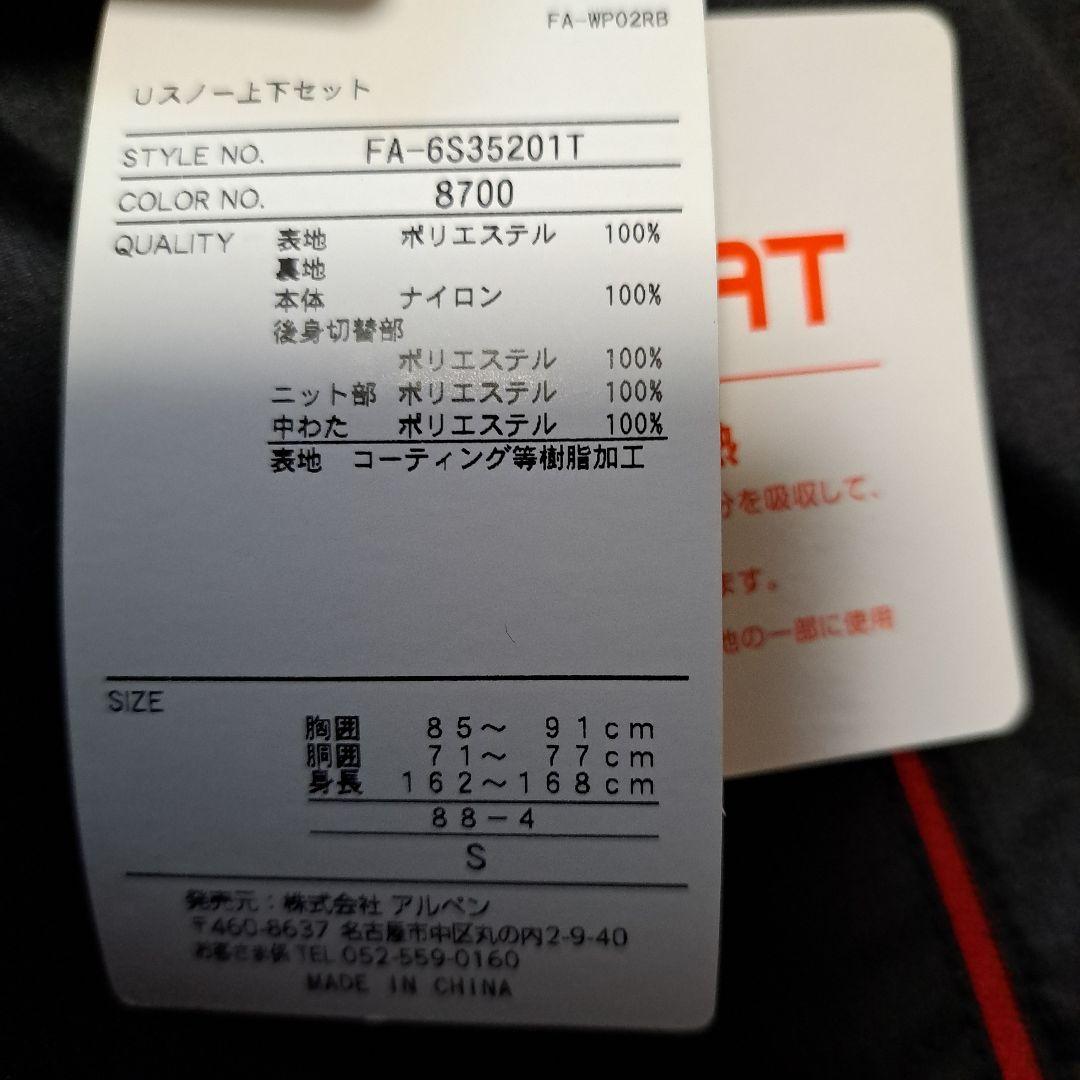 FA-WP02RB
Uスノー上下セット
STYLE NO. FA-6S35201T
COLOR NO. 8700
QUALITY 表地 ポリエステル 100%
裏地
本体 ナイロン 100%
後身切替部
ポリエステル 100%
ニット部 ポリエステル 100%
中わた ポリエステル 100%
表地 コーティング等樹脂加工
SIZE
胸囲 85〜 91cm
胴囲 71〜 77cm
身長 162〜168cm
88-4
S
発売元:株式会社 アルペン
〒460-8637 名古屋市中区丸の内2-9-40
お客さま係 TEL 052-559-0160
MADE IN CHINA
AT
熱
分を吸収して、
ます。
地の一部に使用